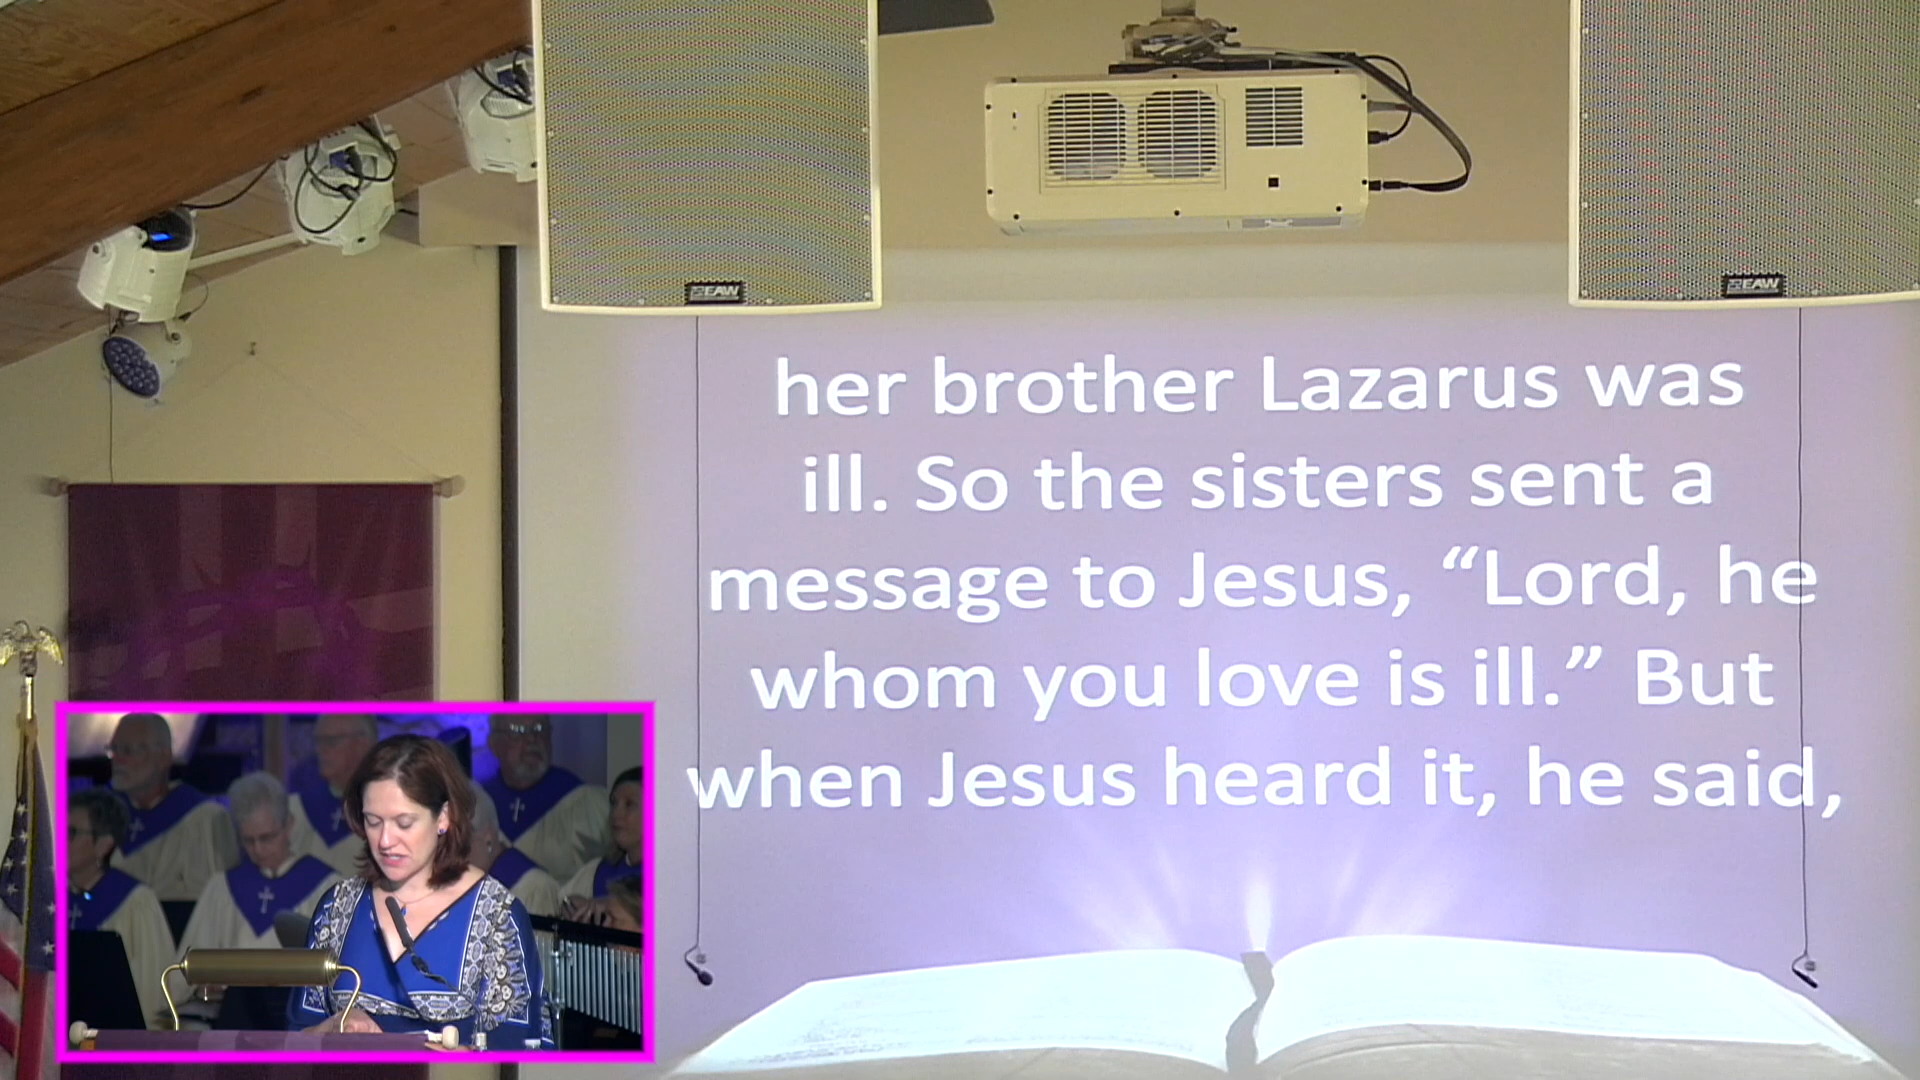 EAW
EAW
her brother Lazarus was
ill. So the sisters sent a
message to Jesus, “Lord, he
whom you love is ill.” But
when Jesus heard it, he said,